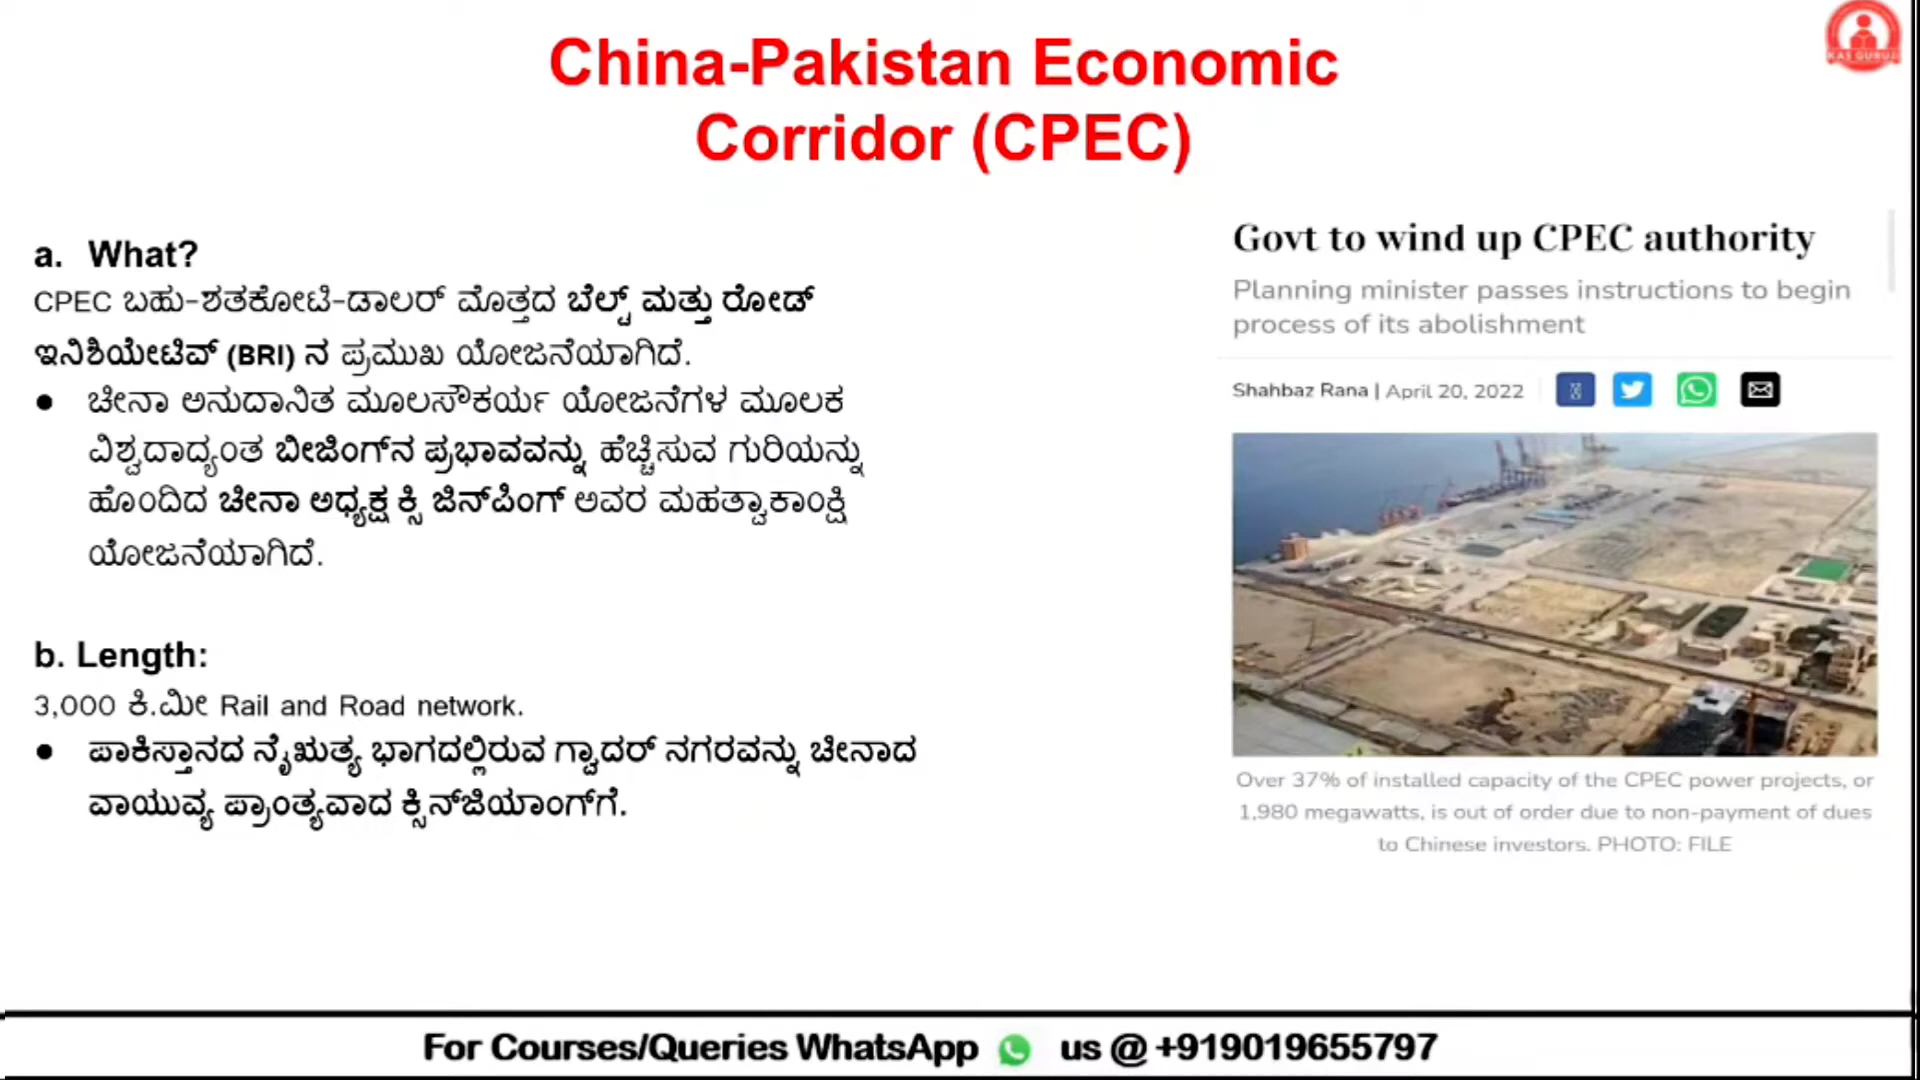 KAS GURUJI
China-Pakistan Economic
Corridor (CPEC)
a. What?
CPEC ಬಹು-ಶತಕೋಟಿ-ಡಾಲರ್ ಮೊತ್ತದ ಬೆಲ್ಟ್ ಮತ್ತು ರೋಡ್
ಇನಿಶಿಯೇಟಿವ್ (BRI) ನ ಪ್ರಮುಖ ಯೋಜನೆಯಾಗಿದೆ.
● ಚೀನಾ ಅನುದಾನಿತ ಮೂಲಸೌಕರ್ಯ ಯೋಜನೆಗಳ ಮೂಲಕ
ವಿಶ್ವದಾದ್ಯಂತ ಬೀಜಿಂಗ್‌ನ ಪ್ರಭಾವವನ್ನು ಹೆಚ್ಚಿಸುವ ಗುರಿಯನ್ನು
ಹೊಂದಿದ ಚೀನಾ ಅಧ್ಯಕ್ಷ ಕ್ಸಿ ಜಿನ್‌ಪಿಂಗ್ ಅವರ ಮಹತ್ವಾಕಾಂಕ್ಷಿ
ಯೋಜನೆಯಾಗಿದೆ.
b. Length:
3,000 ಕಿ.ಮೀ Rail and Road network.
● ಪಾಕಿಸ್ತಾನದ ನೈಋತ್ಯ ಭಾಗದಲ್ಲಿರುವ ಗ್ವಾದರ್ ನಗರವನ್ನು ಚೀನಾದ
ವಾಯುವ್ಯ ಪ್ರಾಂತ್ಯವಾದ ಕ್ಸಿನ್‌ಜಿಯಾಂಗ್‌ಗೆ.
Govt to wind up CPEC authority
Planning minister passes instructions to begin
process of its abolishment
Shahbaz Rana | April 20, 2022
Over 37% of installed capacity of the CPEC power projects, or
1,980 megawatts, is out of order due to non-payment of dues
to Chinese investors. PHOTO: FILE
For Courses/Queries WhatsApp us @ +919019655797